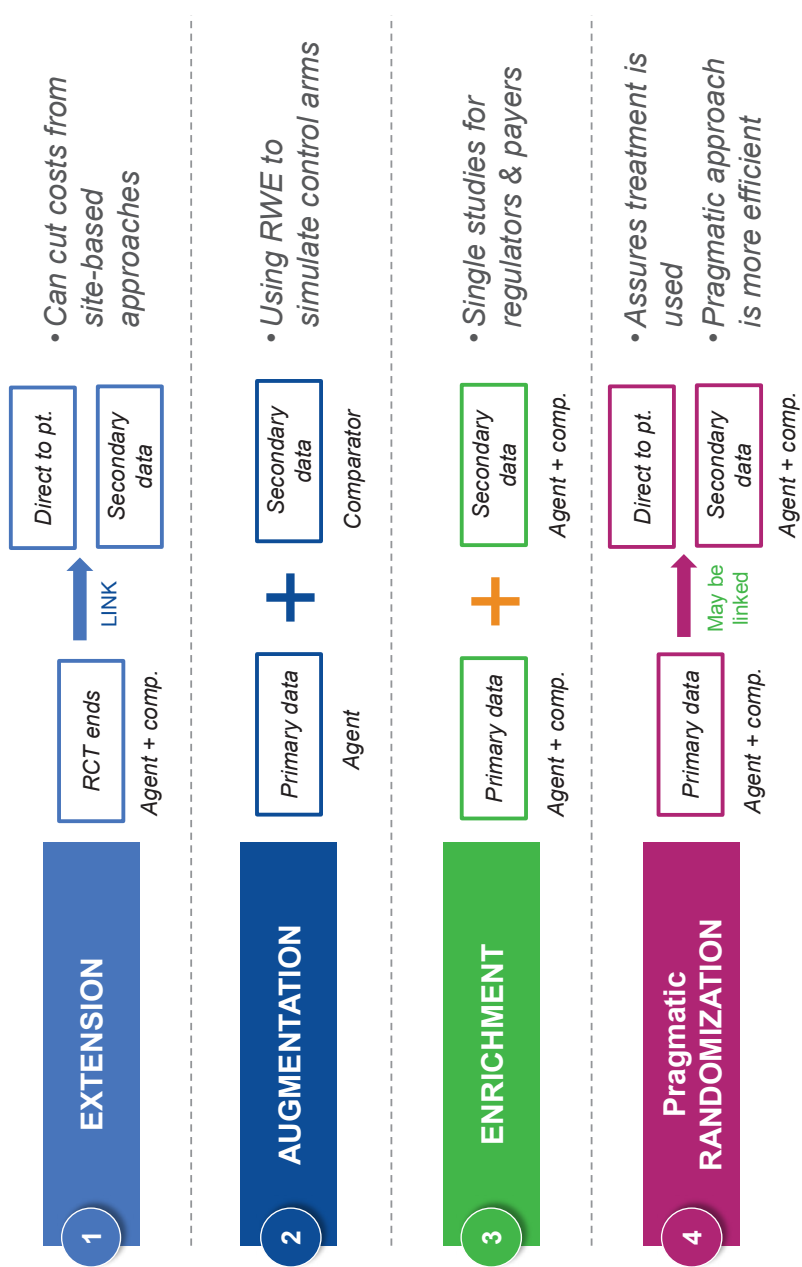 1
EXTENSION
RCT ends
Agent + comp.
LINK
Direct to pt.
Secondary
data
• Can cut costs from
site-based
approaches
2
AUGMENTATION
Primary data
Agent
+
Secondary
data
Comparator
• Using RWE to
simulate control arms
3
ENRICHMENT
Primary data
Agent + comp.
+
Secondary
data
Agent + comp.
• Single studies for
regulators & payers
4
Pragmatic
RANDOMIZATION
Primary data
Agent + comp.
May be
linked
Direct to pt.
Secondary
data
Agent + comp.
• Assures treatment is
used
• Pragmatic approach
is more efficient